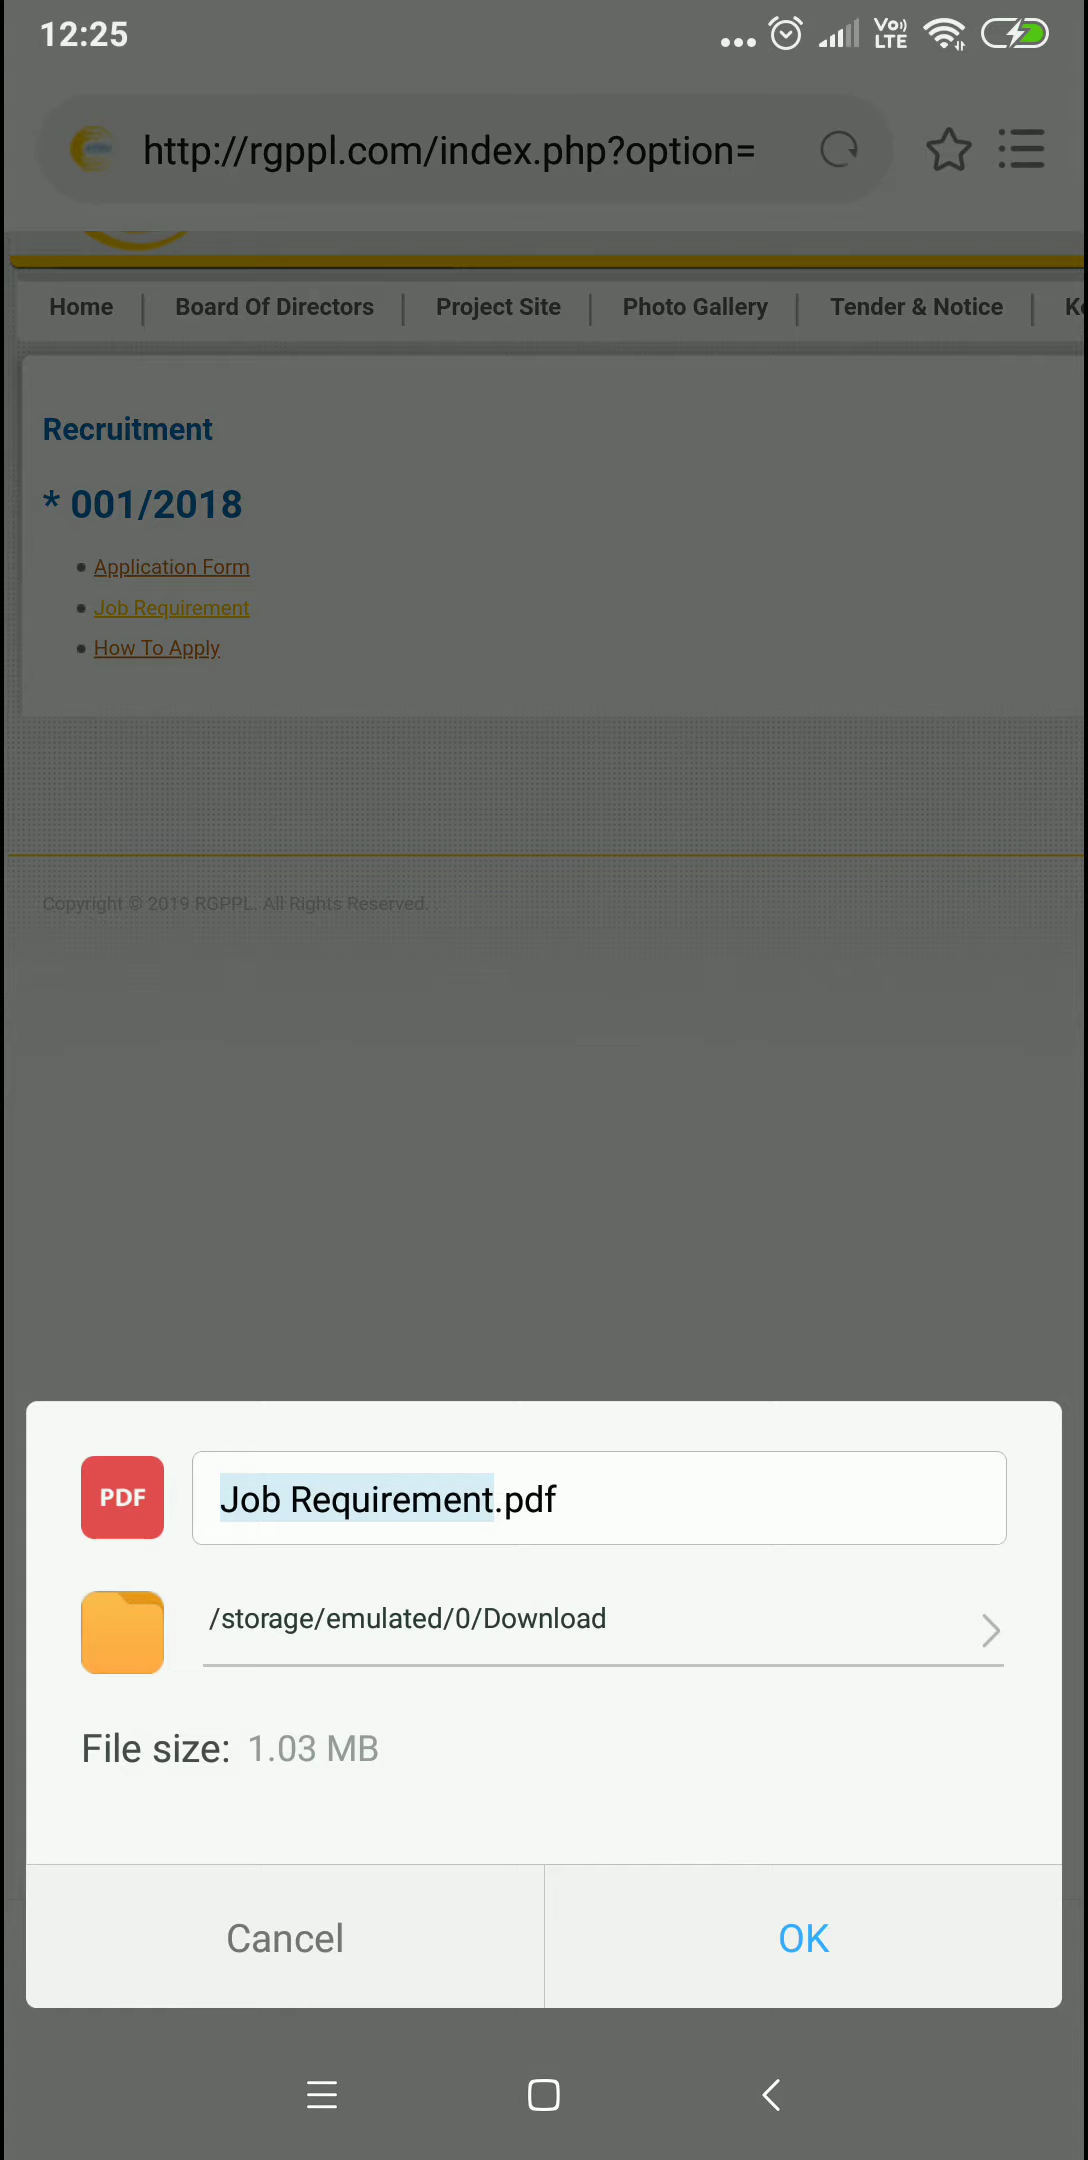 12:25
Vo)) LTE
http://rgppl.com/index.php?option=
Home | Board Of Directors | Project Site | Photo Gallery | Tender & Notice |
Recruitment
* 001/2018
Application Form
Job Requirement
How To Apply
Copyright © 2019 RGPPL. All Rights Reserved. .
PDF
Job Requirement.pdf
/storage/emulated/0/Download
File size: 1.03 MB
Cancel
OK